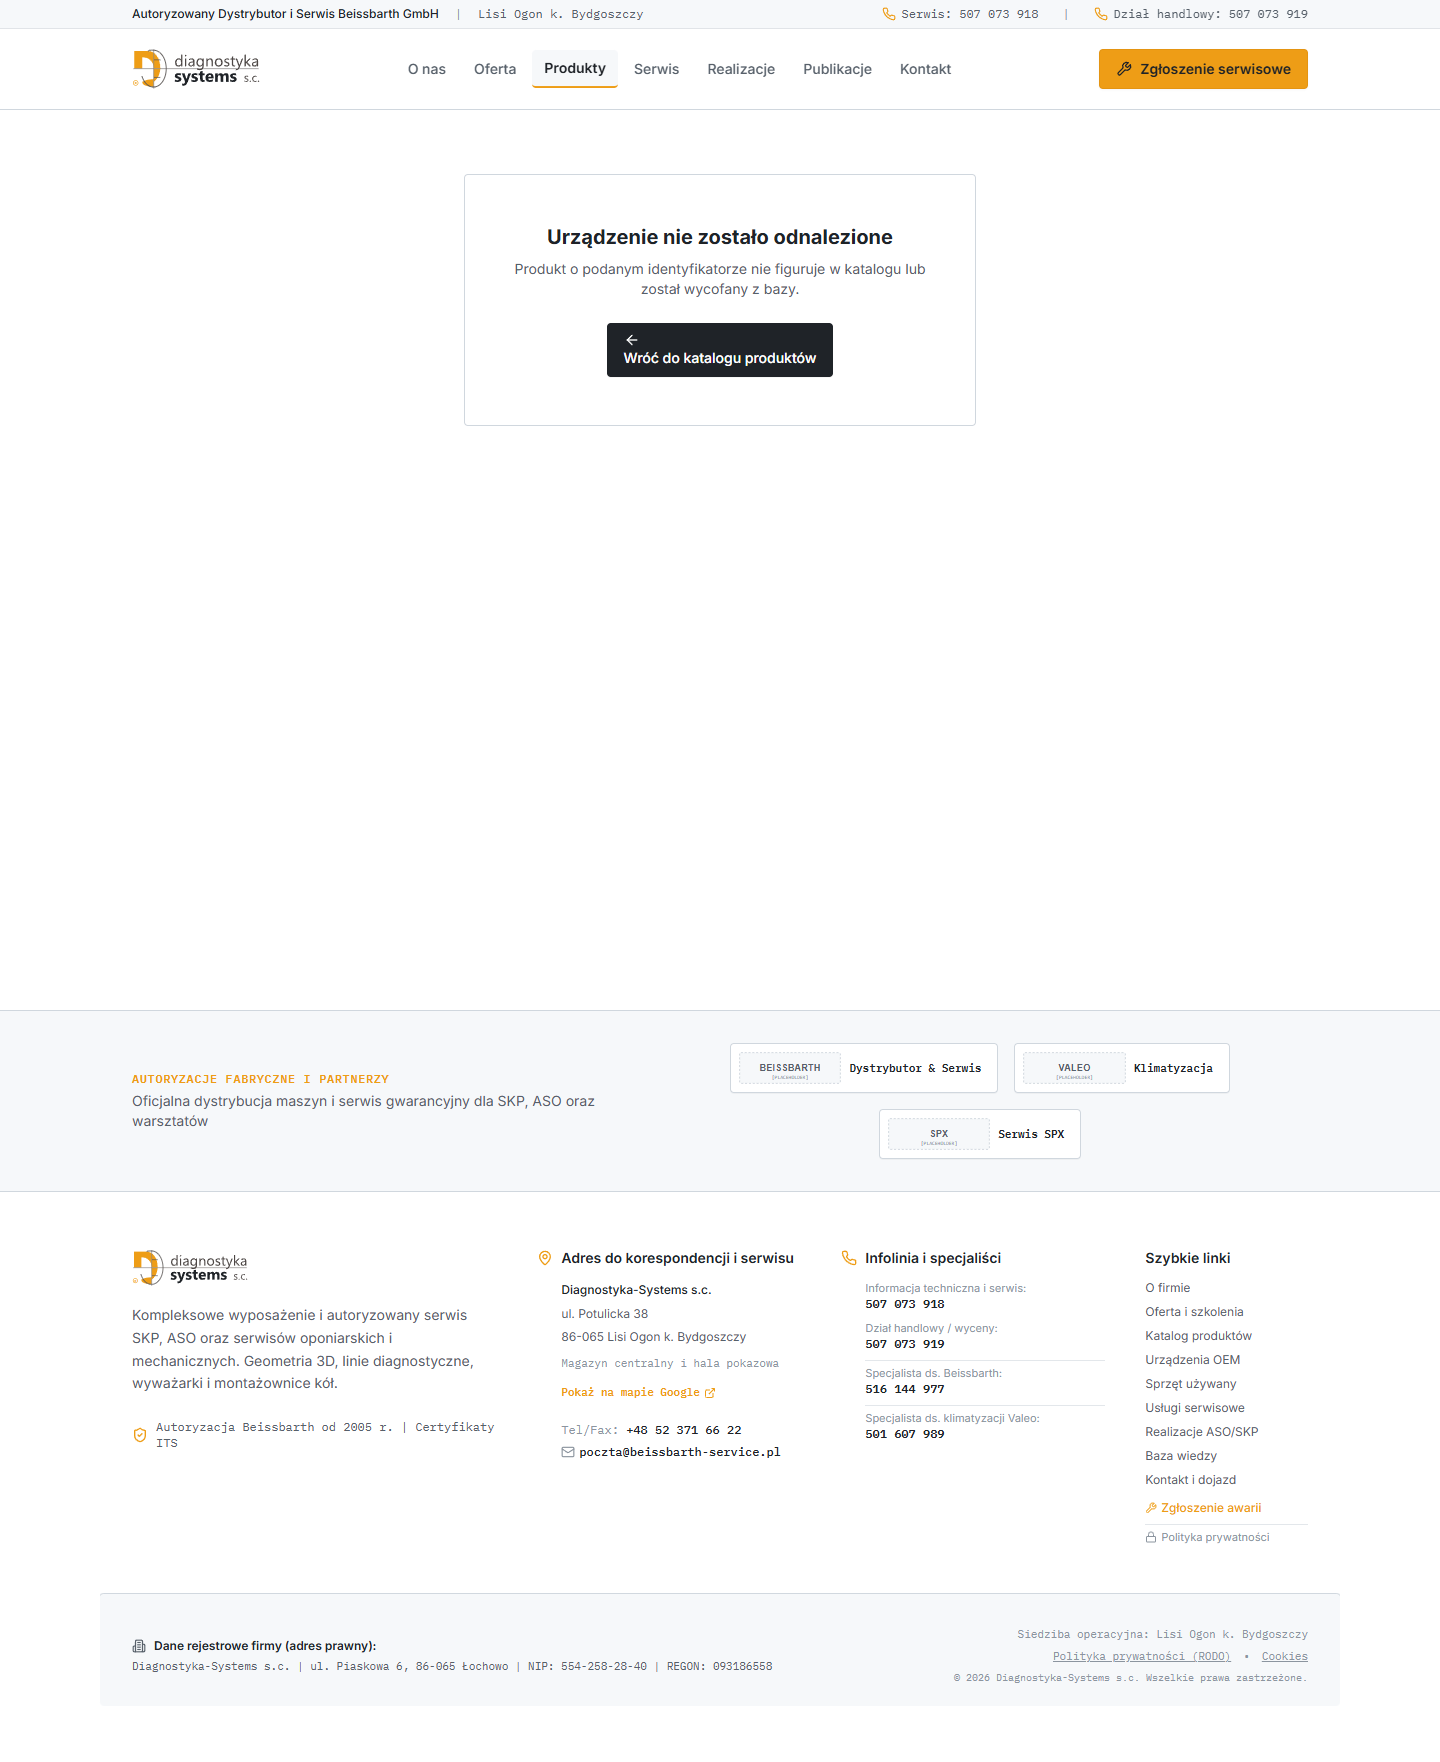 Autoryzowany Dystrybutor i Serwis Beissbarth GmbH | Lisi Ogon k. Bydgoszczy
Serwis: 507 073 918 | Dział handlowy: 507 073 919
diagnostyka
systems s.c.
O nas Oferta Produkty Serwis Realizacje Publikacje Kontakt
Zgłoszenie serwisowe
Urządzenie nie zostało odnalezione
Produkt o podanym identyfikatorze nie figuruje w katalogu lub
został wycofany z bazy.
Wróć do katalogu produktów
AUTORYZACJE FABRYCZNE I PARTNERZY
Oficjalna dystrybucja maszyn i serwis gwarancyjny dla SKP, ASO oraz
warsztatów
BEISSBARTH
[PLACEHOLDER]
Dystrybutor & Serwis
VALEO
[PLACEHOLDER]
Klimatyzacja
SPX
[PLACEHOLDER]
Serwis SPX
diagnostyka
systems s.c.
Kompleksowe wyposażenie i autoryzowany serwis
SKP, ASO oraz serwisów oponiarskich i
mechanicznych. Geometria 3D, linie diagnostyczne,
wyważarki i montażownice kół.
Autoryzacja Beissbarth od 2005 r. | Certyfikaty
ITS
Adres do korespondencji i serwisu
Diagnostyka-Systems s.c.
ul. Potulicka 38
86-065 Lisi Ogon k. Bydgoszczy
Magazyn centralny i hala pokazowa
Pokaż na mapie Google
Tel/Fax: +48 52 371 66 22
poczta@beissbarth-service.pl
Infolinia i specjaliści
Informacja techniczna i serwis:
507 073 918
Dział handlowy / wyceny:
507 073 919
Specjalista ds. Beissbarth:
516 144 977
Specjalista ds. klimatyzacji Valeo:
501 607 989
Szybkie linki
O firmie
Oferta i szkolenia
Katalog produktów
Urządzenia OEM
Sprzęt używany
Usługi serwisowe
Realizacje ASO/SKP
Baza wiedzy
Kontakt i dojazd
Zgłoszenie awarii
Polityka prywatności
Dane rejestrowe firmy (adres prawny):
Diagnostyka-Systems s.c. | ul. Piaskowa 6, 86-065 Łochowo | NIP: 554-258-28-40 | REGON: 093186558
Siedziba operacyjna: Lisi Ogon k. Bydgoszczy
Polityka prywatności (RODO) • Cookies
© 2026 Diagnostyka-Systems s.c. Wszelkie prawa zastrzeżone.